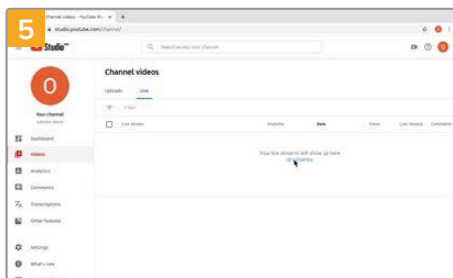 5
Channel videos - YouTube St
studio.youtube.com/channel/
Studio
Search across your channel
O
O
Channel videos
Your channel
Uploads
Live
Filter
Live stream
Visibility
Date
Views
Live viewers
Comments
Your live streams will show up here
GET STARTED
Dashboard
Videos
Analytics
Comments
Transcriptions
Other features
Settings
What's new